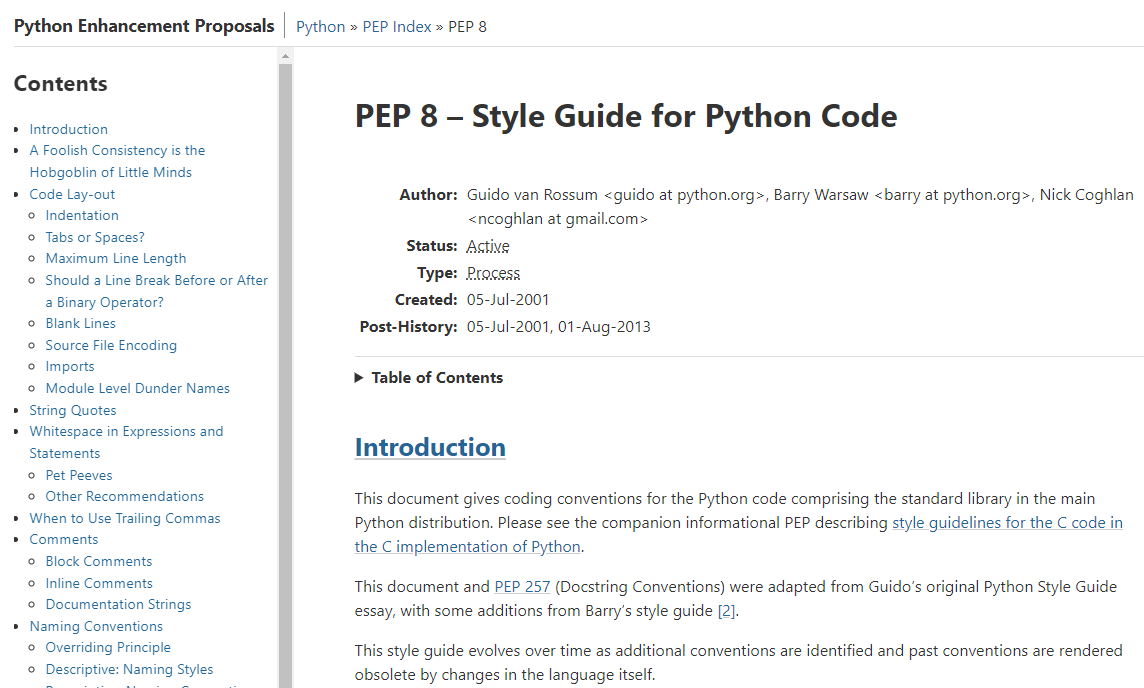 Python Enhancement Proposals
Python » PEP Index » PEP 8
Contents
Introduction
A Foolish Consistency is the
Hobgoblin of Little Minds
Code Lay-out
Indentation
Tabs or Spaces?
Maximum Line Length
Should a Line Break Before or After
a Binary Operator?
Blank Lines
Source File Encoding
Imports
Module Level Dunder Names
String Quotes
Whitespace in Expressions and
Statements
Pet Peeves
Other Recommendations
When to Use Trailing Commas
Comments
Block Comments
Inline Comments
Documentation Strings
Naming Conventions
Overriding Principle
Descriptive: Naming Styles
PEP 8 – Style Guide for Python Code
Author: Guido van Rossum <guido at python.org>, Barry Warsaw <barry at python.org>, Nick Coghlan
<ncoghlan at gmail.com>
Status: Active
Type: Process
Created: 05-Jul-2001
Post-History: 05-Jul-2001, 01-Aug-2013
Table of Contents
Introduction
This document gives coding conventions for the Python code comprising the standard library in the main
Python distribution. Please see the companion informational PEP describing style guidelines for the C code in
the C implementation of Python.
This document and PEP 257 (Docstring Conventions) were adapted from Guido’s original Python Style Guide
essay, with some additions from Barry’s style guide [2].
This style guide evolves over time as additional conventions are identified and past conventions are rendered
obsolete by changes in the language itself.